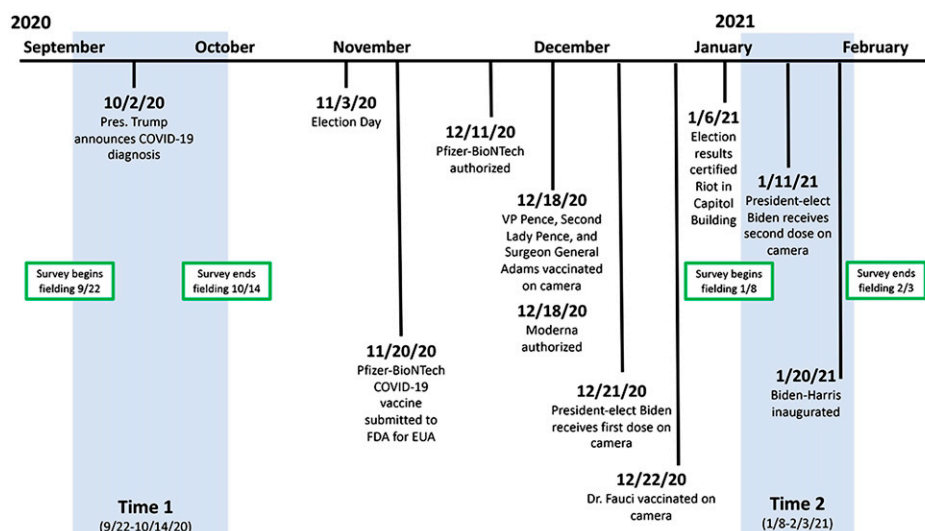 2020
2021
September
October
November
December
January
February
10/2/20
Pres. Trump
announces COVID-19
diagnosis
11/3/20
Election Day
12/11/20
Pfizer-BioNTech
authorized
1/6/21
Election
results
certified
Riot in
Capitol
Building
1/11/21
President-elect
Biden receives
second dose on
camera
12/18/20
VP Pence, Second
Lady Pence, and
Surgeon General
Adams vaccinated
on camera
12/18/20
Moderna
authorized
Survey begins
fielding 9/22
Survey ends
fielding 10/14
Survey begins
fielding 1/8
Survey ends
fielding 2/3
11/20/20
Pfizer-BioNTech
COVID-19
vaccine
submitted to
FDA for EUA
12/21/20
President-elect Biden
receives first dose on
camera
1/20/21
Biden-Harris
inaugurated
12/22/20
Dr. Fauci vaccinated on
camera
Time 1
(9/22-10/14/20)
Time 2
(1/8-2/3/21)